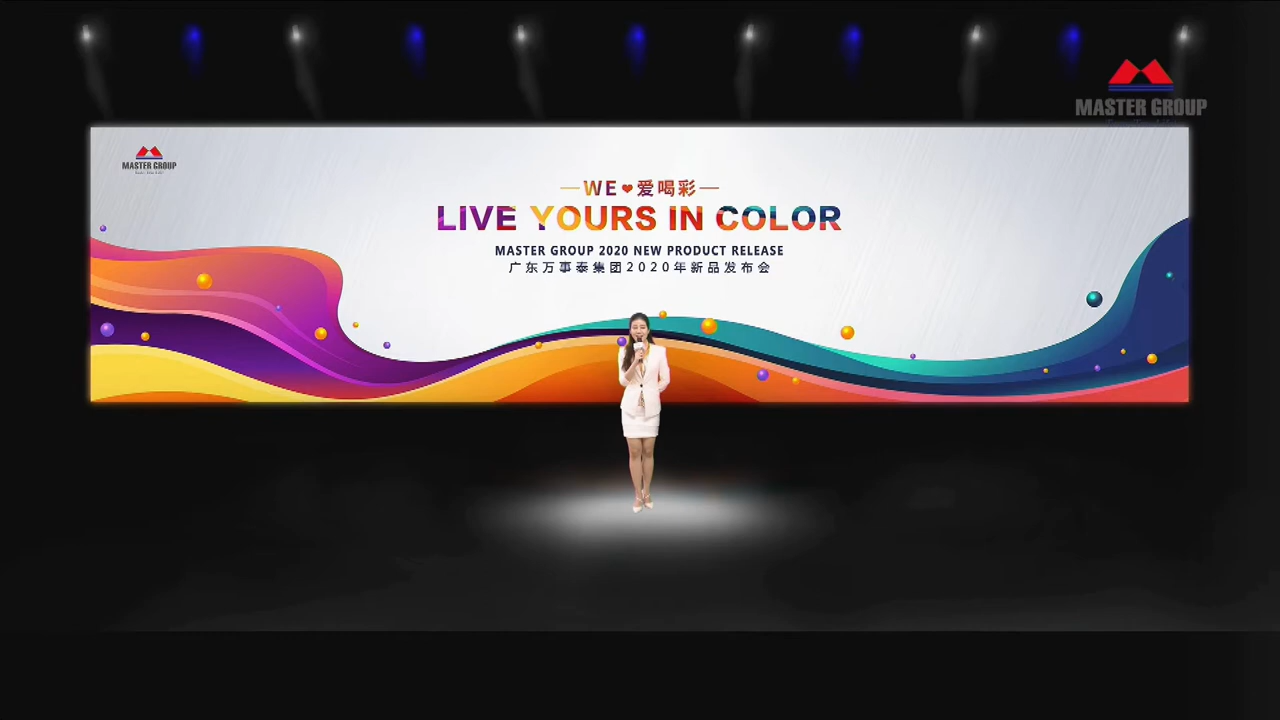 MASTER GROUP
MASTER GROUP
WE❤爱喝彩
LIVE YOURS IN COLOR
MASTER GROUP 2020 NEW PRODUCT RELEASE
广东万事泰集团2020年新品发布会